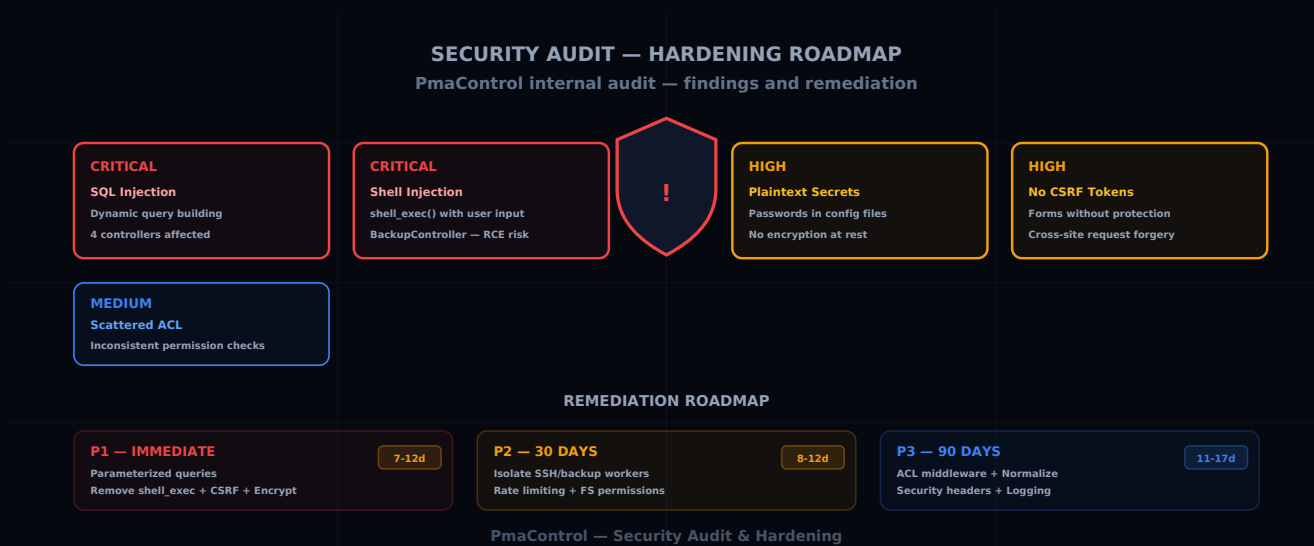 SECURITY AUDIT — HARDENING ROADMAP
PmaControl internal audit — findings and remediation
CRITICAL
SQL Injection
Dynamic query building
4 controllers affected
CRITICAL
Shell Injection
shell_exec() with user input
BackupController — RCE risk
!
HIGH
Plaintext Secrets
Passwords in config files
No encryption at rest
HIGH
No CSRF Tokens
Forms without protection
Cross-site request forgery
MEDIUM
Scattered ACL
Inconsistent permission checks
REMEDIATION ROADMAP
P1 — IMMEDIATE
7-12d
Parameterized queries
Remove shell_exec + CSRF + Encrypt
P2 — 30 DAYS
8-12d
Isolate SSH/backup workers
Rate limiting + FS permissions
P3 — 90 DAYS
11-17d
ACL middleware + Normalize
Security headers + Logging
PmaControl — Security Audit & Hardening